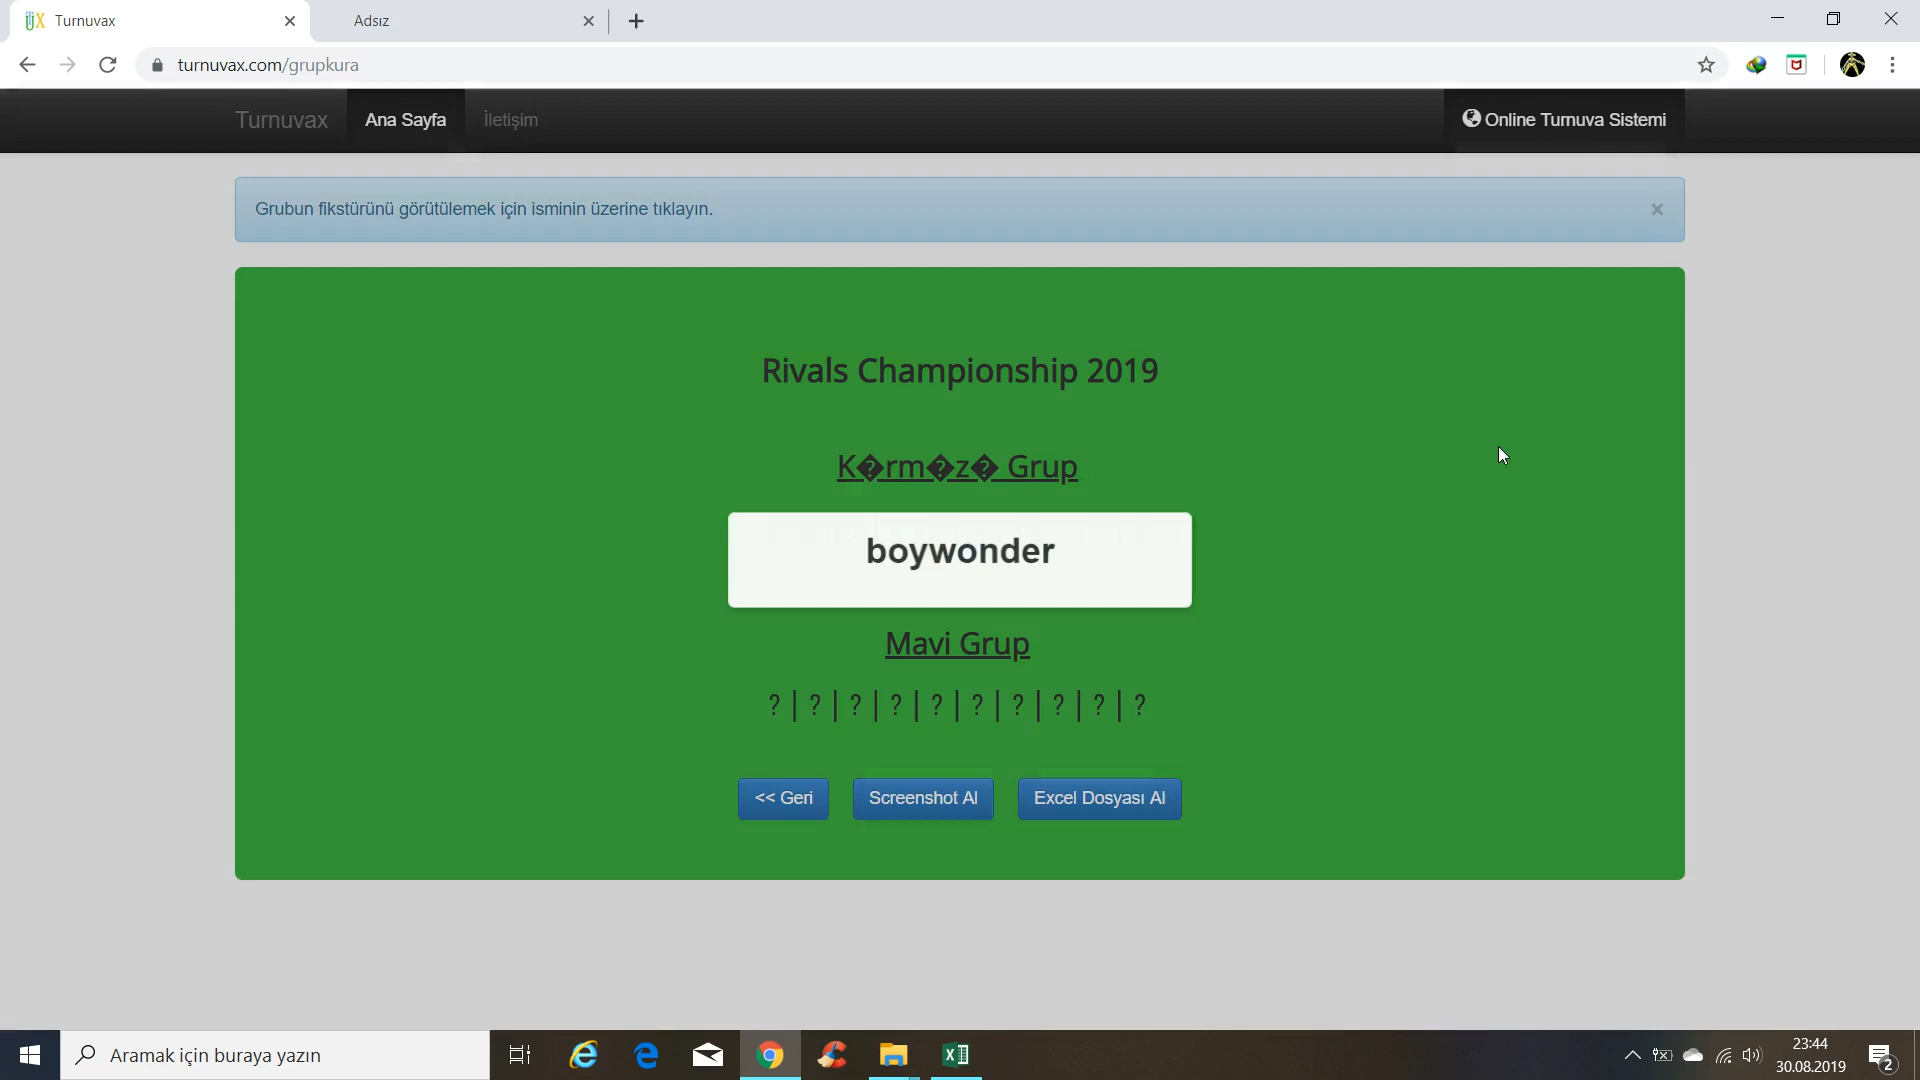 Turnuvax
Adsız
turnuvax.com/grupkura
Turnuvax Ana Sayfa İletişim Online Turnuva Sistemi
Grubun fikstürünü görütülemek için isminin üzerine tıklayın. ×
Rivals Championship 2019
K�rm�z� Grup
boywonder
Mavi Grup
? | ? | ? | ? | ? | ? | ? | ? | ? | ?
<< Geri Screenshot Al Excel Dosyası Al
Aramak için buraya yazın
23:44
30.08.2019
2